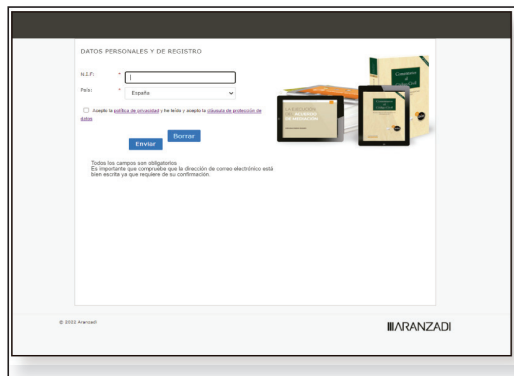 DATOS PERSONALES Y DE REGISTRO
N.I.F: *
País: * España
Acepto la política de privacidad y he leído y acepto la cláusula de protección de
datos
Enviar
Borrar
Todos los campos son obligatorios
Es importante que compruebe que la dirección de correo electrónico está
bien escrita ya que requiere de su confirmación.
© 2022 Aranzadi
ARANZADI